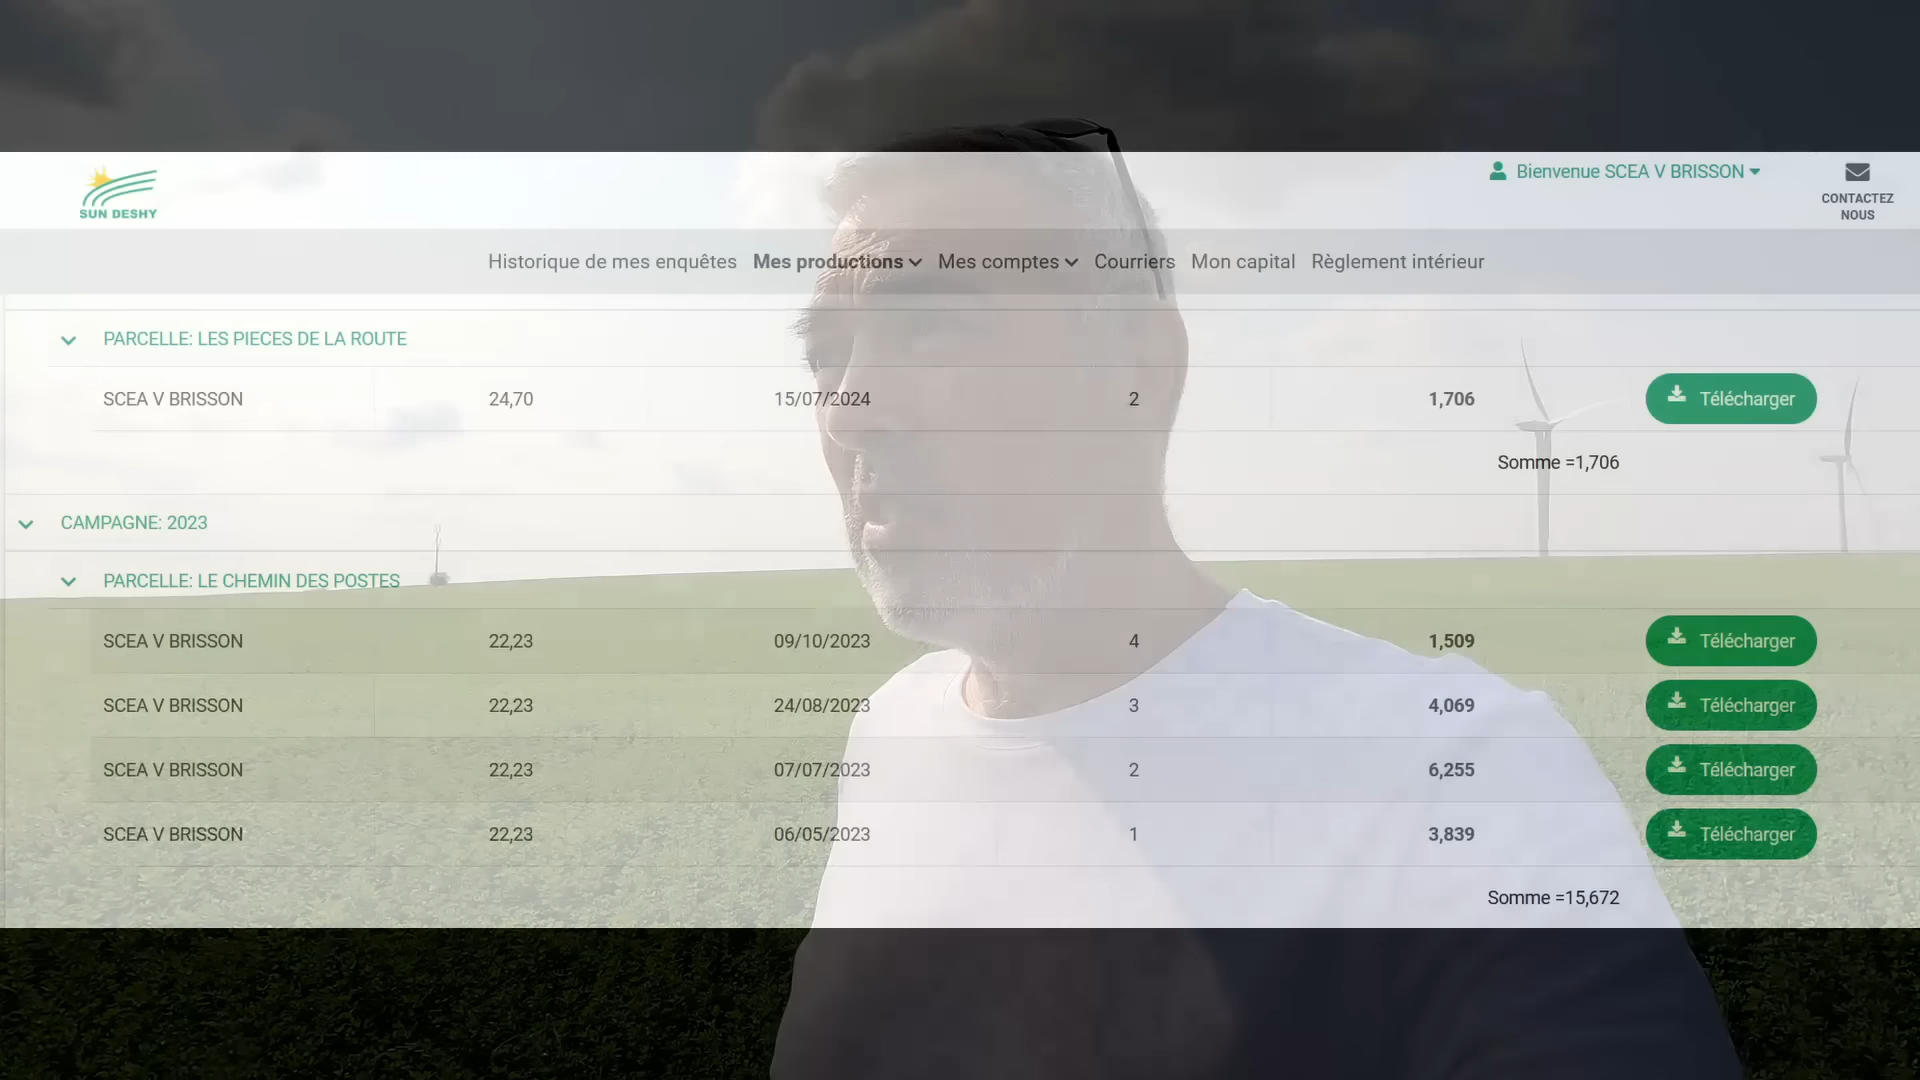 SUN DESHY
Bienvenue SCEA V BRISSON
CONTACTEZ
NOUS
Historique de mes enquêtes Mes productions Mes comptes Courriers Mon capital Règlement intérieur
PARCELLE: LES PIECES DE LA ROUTE
SCEA V BRISSON 24,70 15/07/2024 2 1,706 Télécharger
Somme =1,706
CAMPAGNE: 2023
PARCELLE: LE CHEMIN DES POSTES
SCEA V BRISSON 22,23 09/10/2023 4 1,509 Télécharger
SCEA V BRISSON 22,23 24/08/2023 3 4,069 Télécharger
SCEA V BRISSON 22,23 07/07/2023 2 6,255 Télécharger
SCEA V BRISSON 22,23 06/05/2023 1 3,839 Télécharger
Somme =15,672